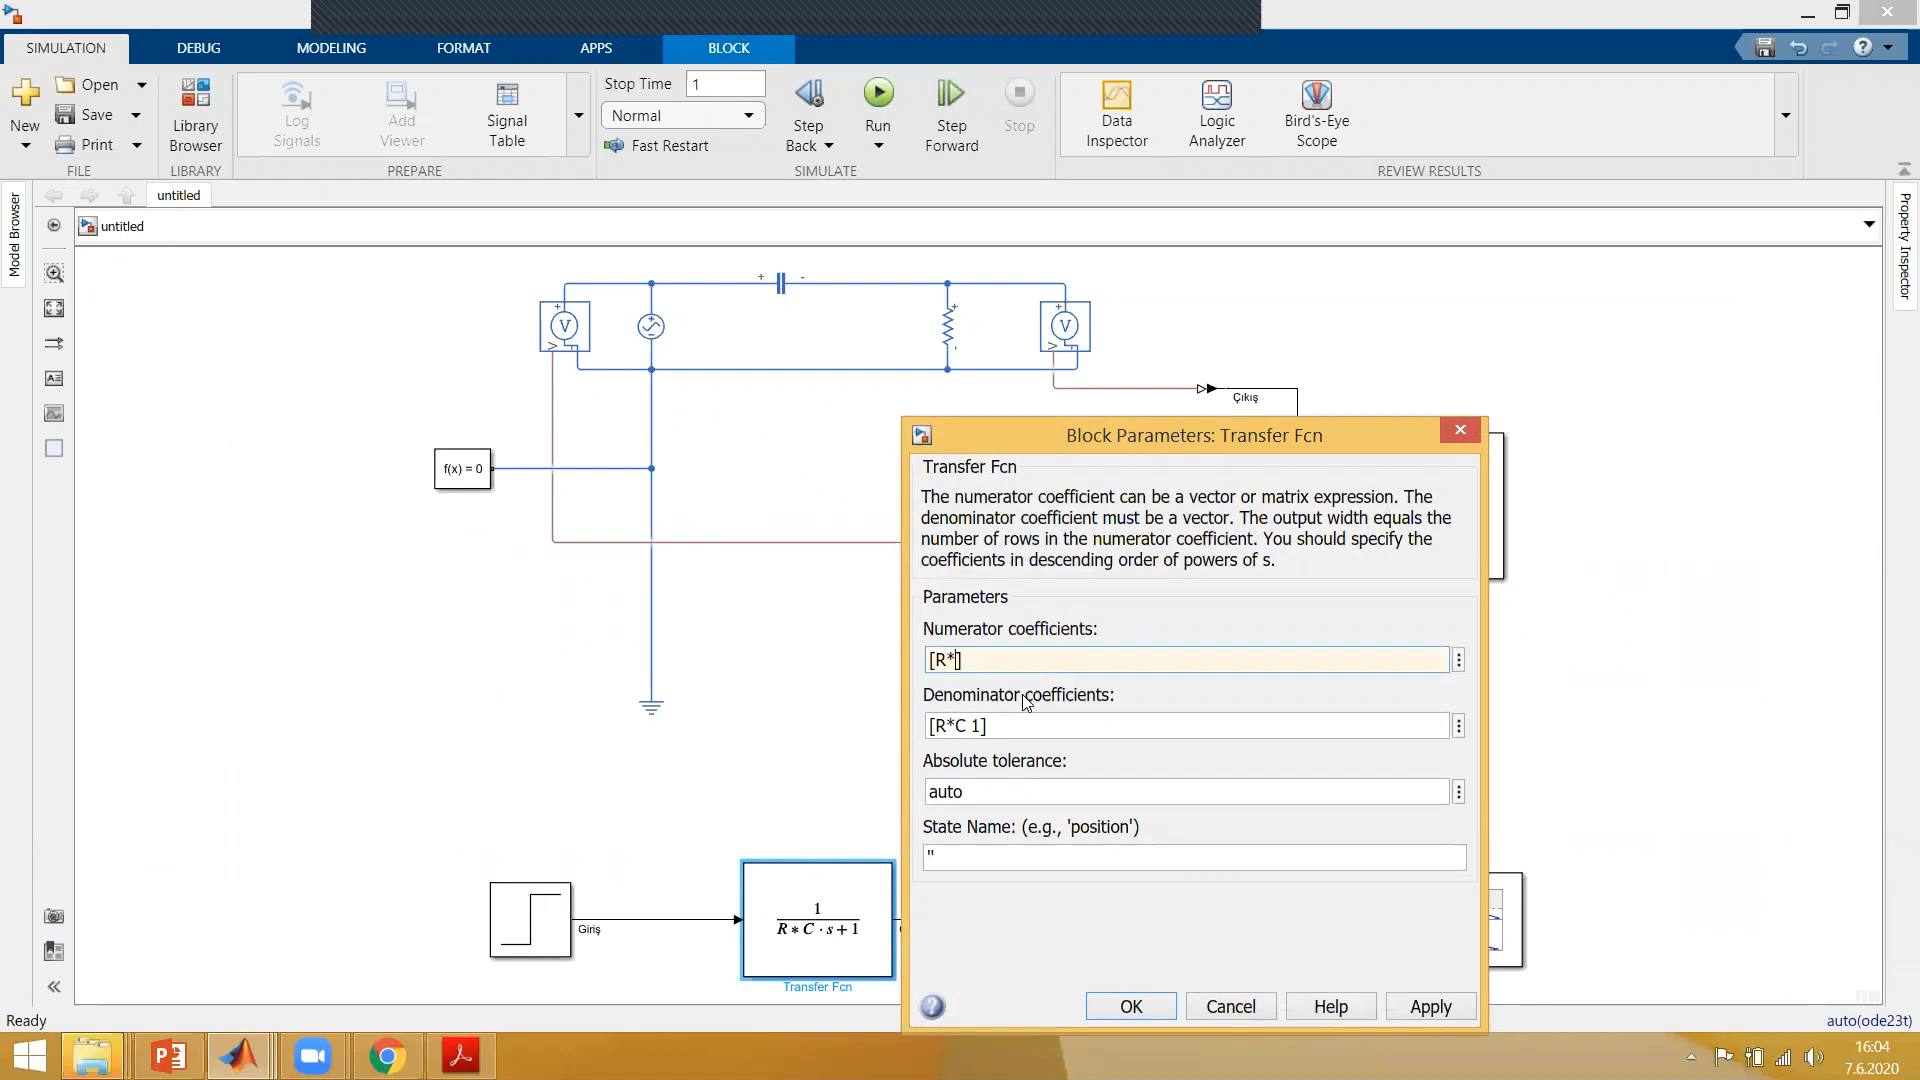 SIMULATION DEBUG MODELING FORMAT APPS BLOCK
New
Open
Save
Print
FILE
Library
Browser
LIBRARY
Log
Signals
Add
Viewer
Signal
Table
PREPARE
Stop Time 1
Normal
Fast Restart
Step
Back
Run
Step
Forward
Stop
SIMULATE
Data
Inspector
Logic
Analyzer
Bird's-Eye
Scope
REVIEW RESULTS
Model Browser
untitled
untitled
Property Inspector
+ -
+ V V
+ -
+ V V
Çıkış
f(x) = 0
Block Parameters: Transfer Fcn
Transfer Fcn
The numerator coefficient can be a vector or matrix expression. The
denominator coefficient must be a vector. The output width equals the
number of rows in the numerator coefficient. You should specify the
coefficients in descending order of powers of s.
Parameters
Numerator coefficients:
[R*]
Denominator coefficients:
[R*C 1]
Absolute tolerance:
auto
State Name: (e.g., 'position')
''
OK Cancel Help Apply
Giriş
1
R ∗ C · s+1
Transfer Fcn
Ready
auto(ode23t)
16:04
7.6.2020